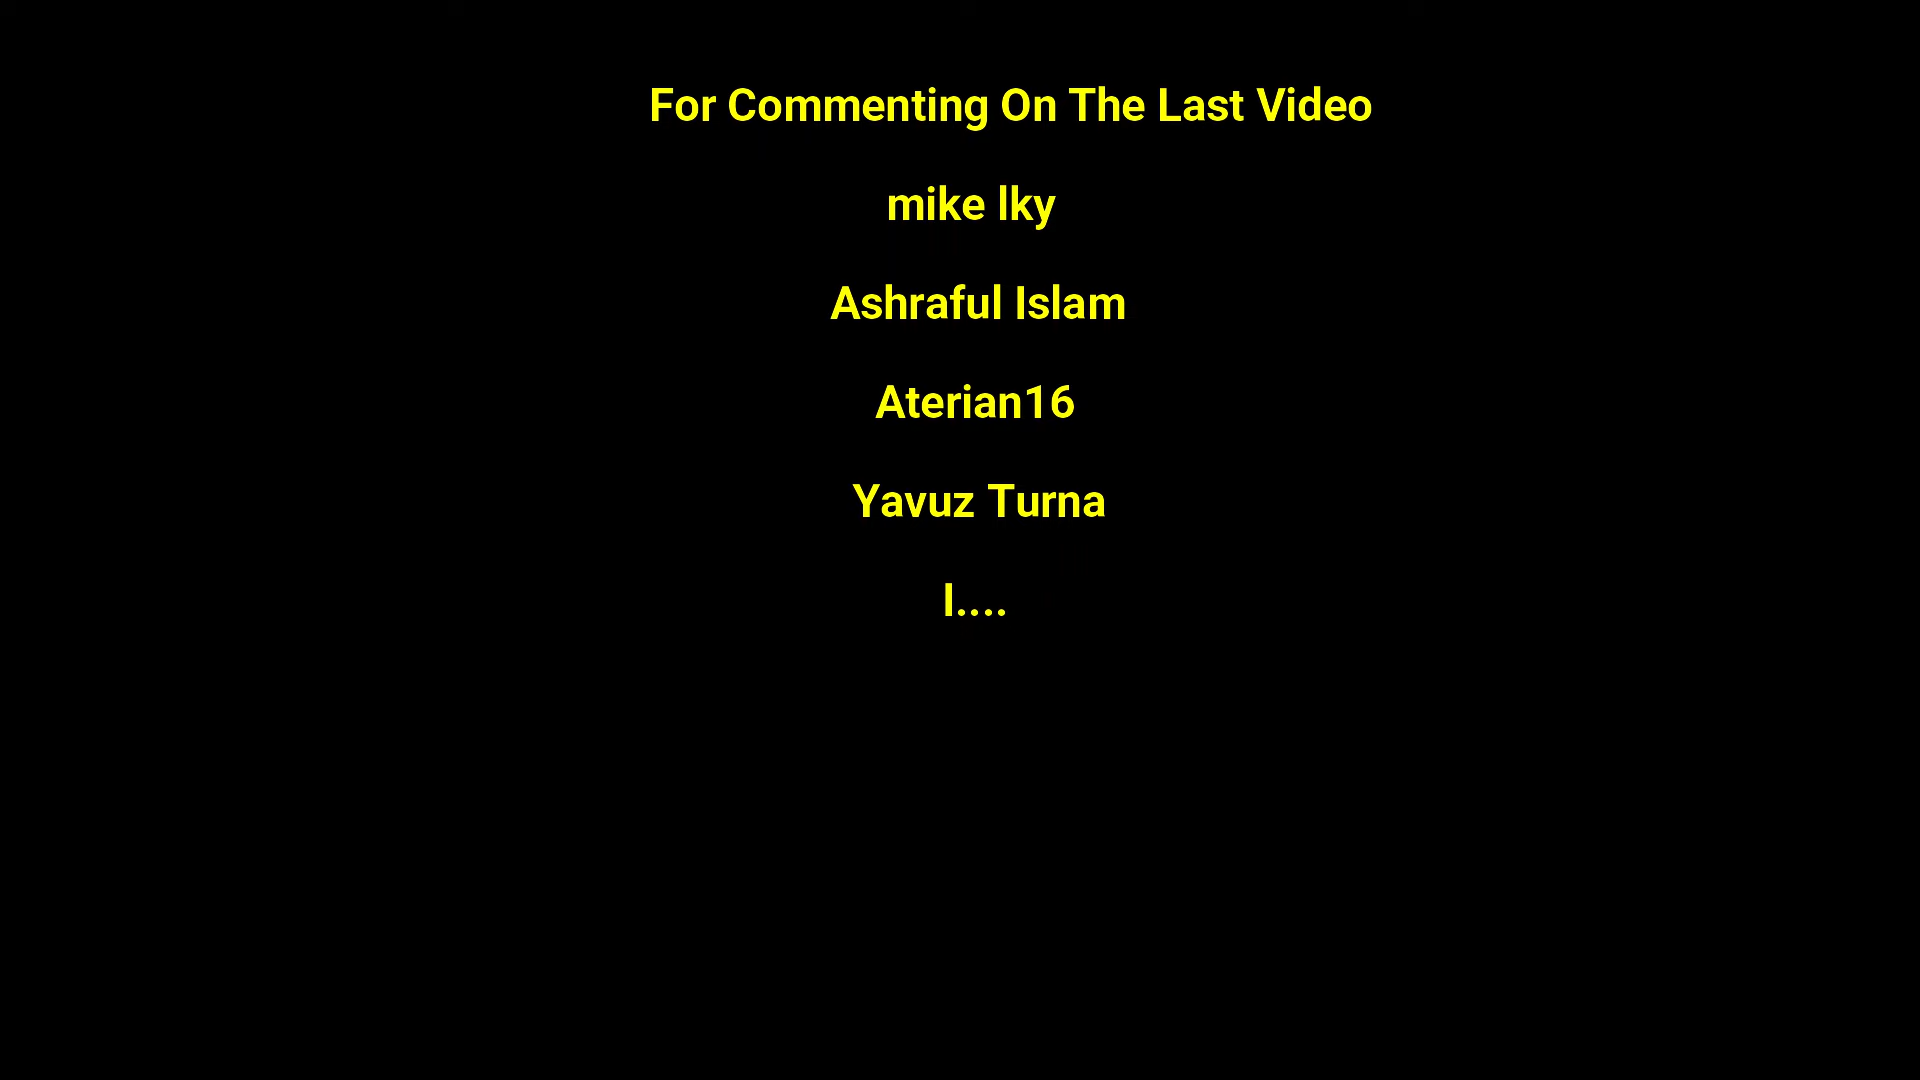 For Commenting On The Last Video
mike lky
Ashraful Islam
Aterian16
Yavuz Turna
l....